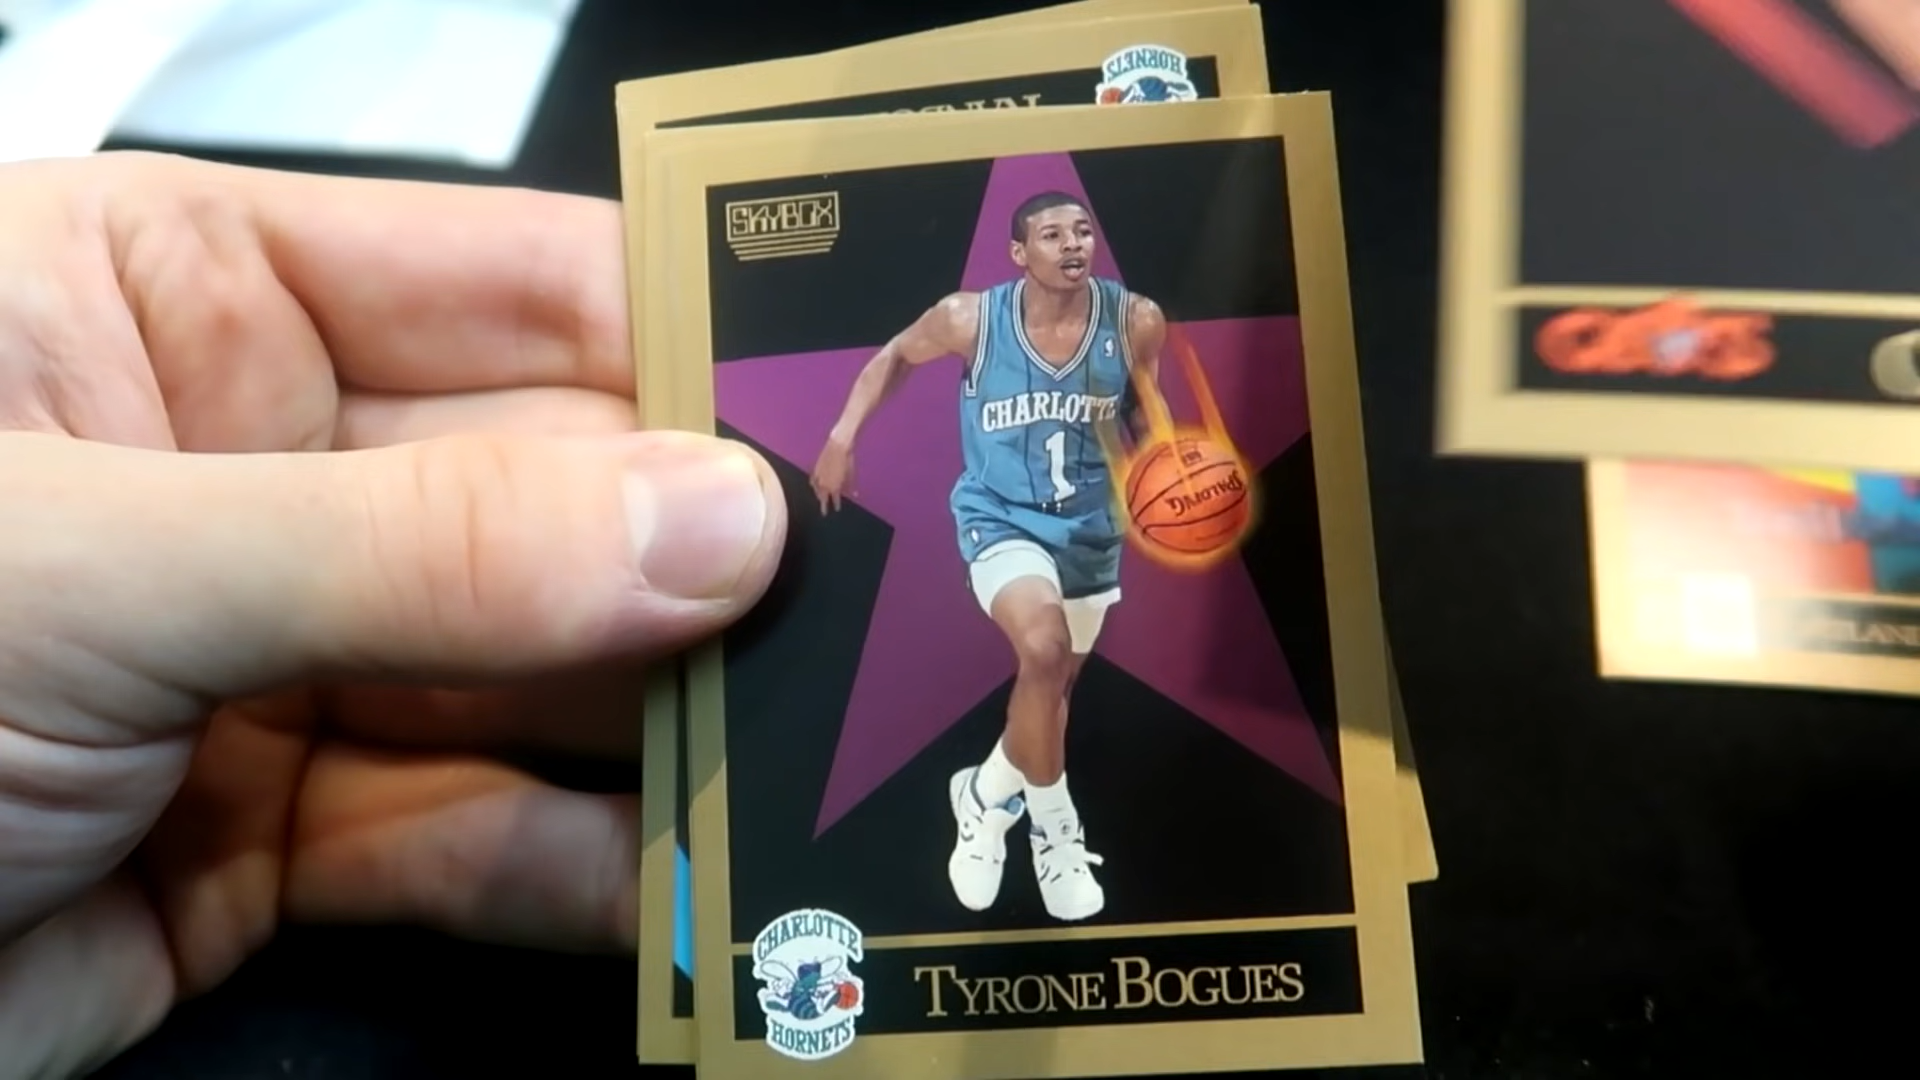 HORNETS
SKYBOX
CHARLOTTE
1
SPALDING
CHARLOTTE
HORNETS
TYRONE BOGUES